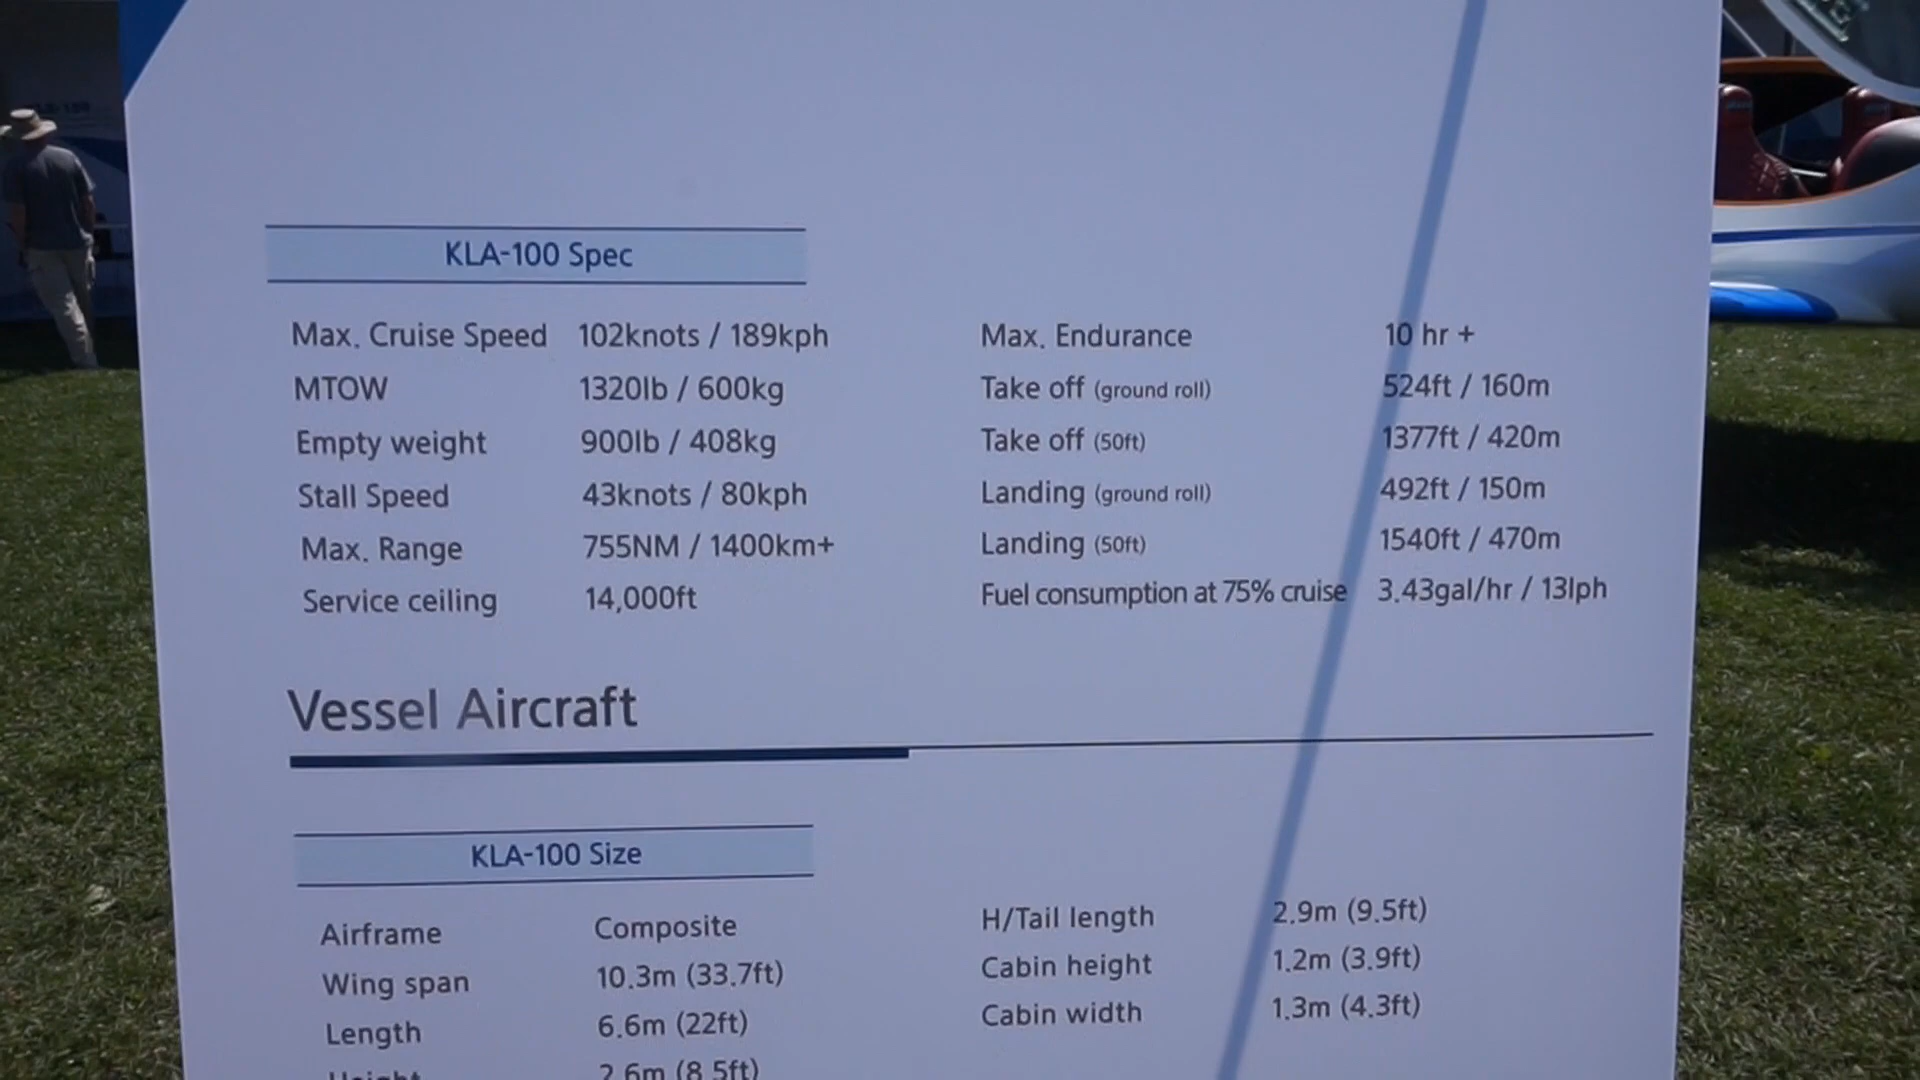 KLA-100 Spec
Max. Cruise Speed 102knots / 189kph
MTOW 1320lb / 600kg
Empty weight 900lb / 408kg
Stall Speed 43knots / 80kph
Max. Range 755NM / 1400km+
Service ceiling 14,000ft
Max. Endurance 10 hr +
Take off (ground roll) 524ft / 160m
Take off (50ft) 1377ft / 420m
Landing (ground roll) 492ft / 150m
Landing (50ft) 1540ft / 470m
Fuel consumption at 75% cruise 3.43gal/hr / 13lph
Vessel Aircraft
KLA-100 Size
Airframe Composite
Wing span 10.3m (33.7ft)
Length 6.6m (22ft)
Height 2.6m (8.5ft)
H/Tail length 2.9m (9.5ft)
Cabin height 1.2m (3.9ft)
Cabin width 1.3m (4.3ft)